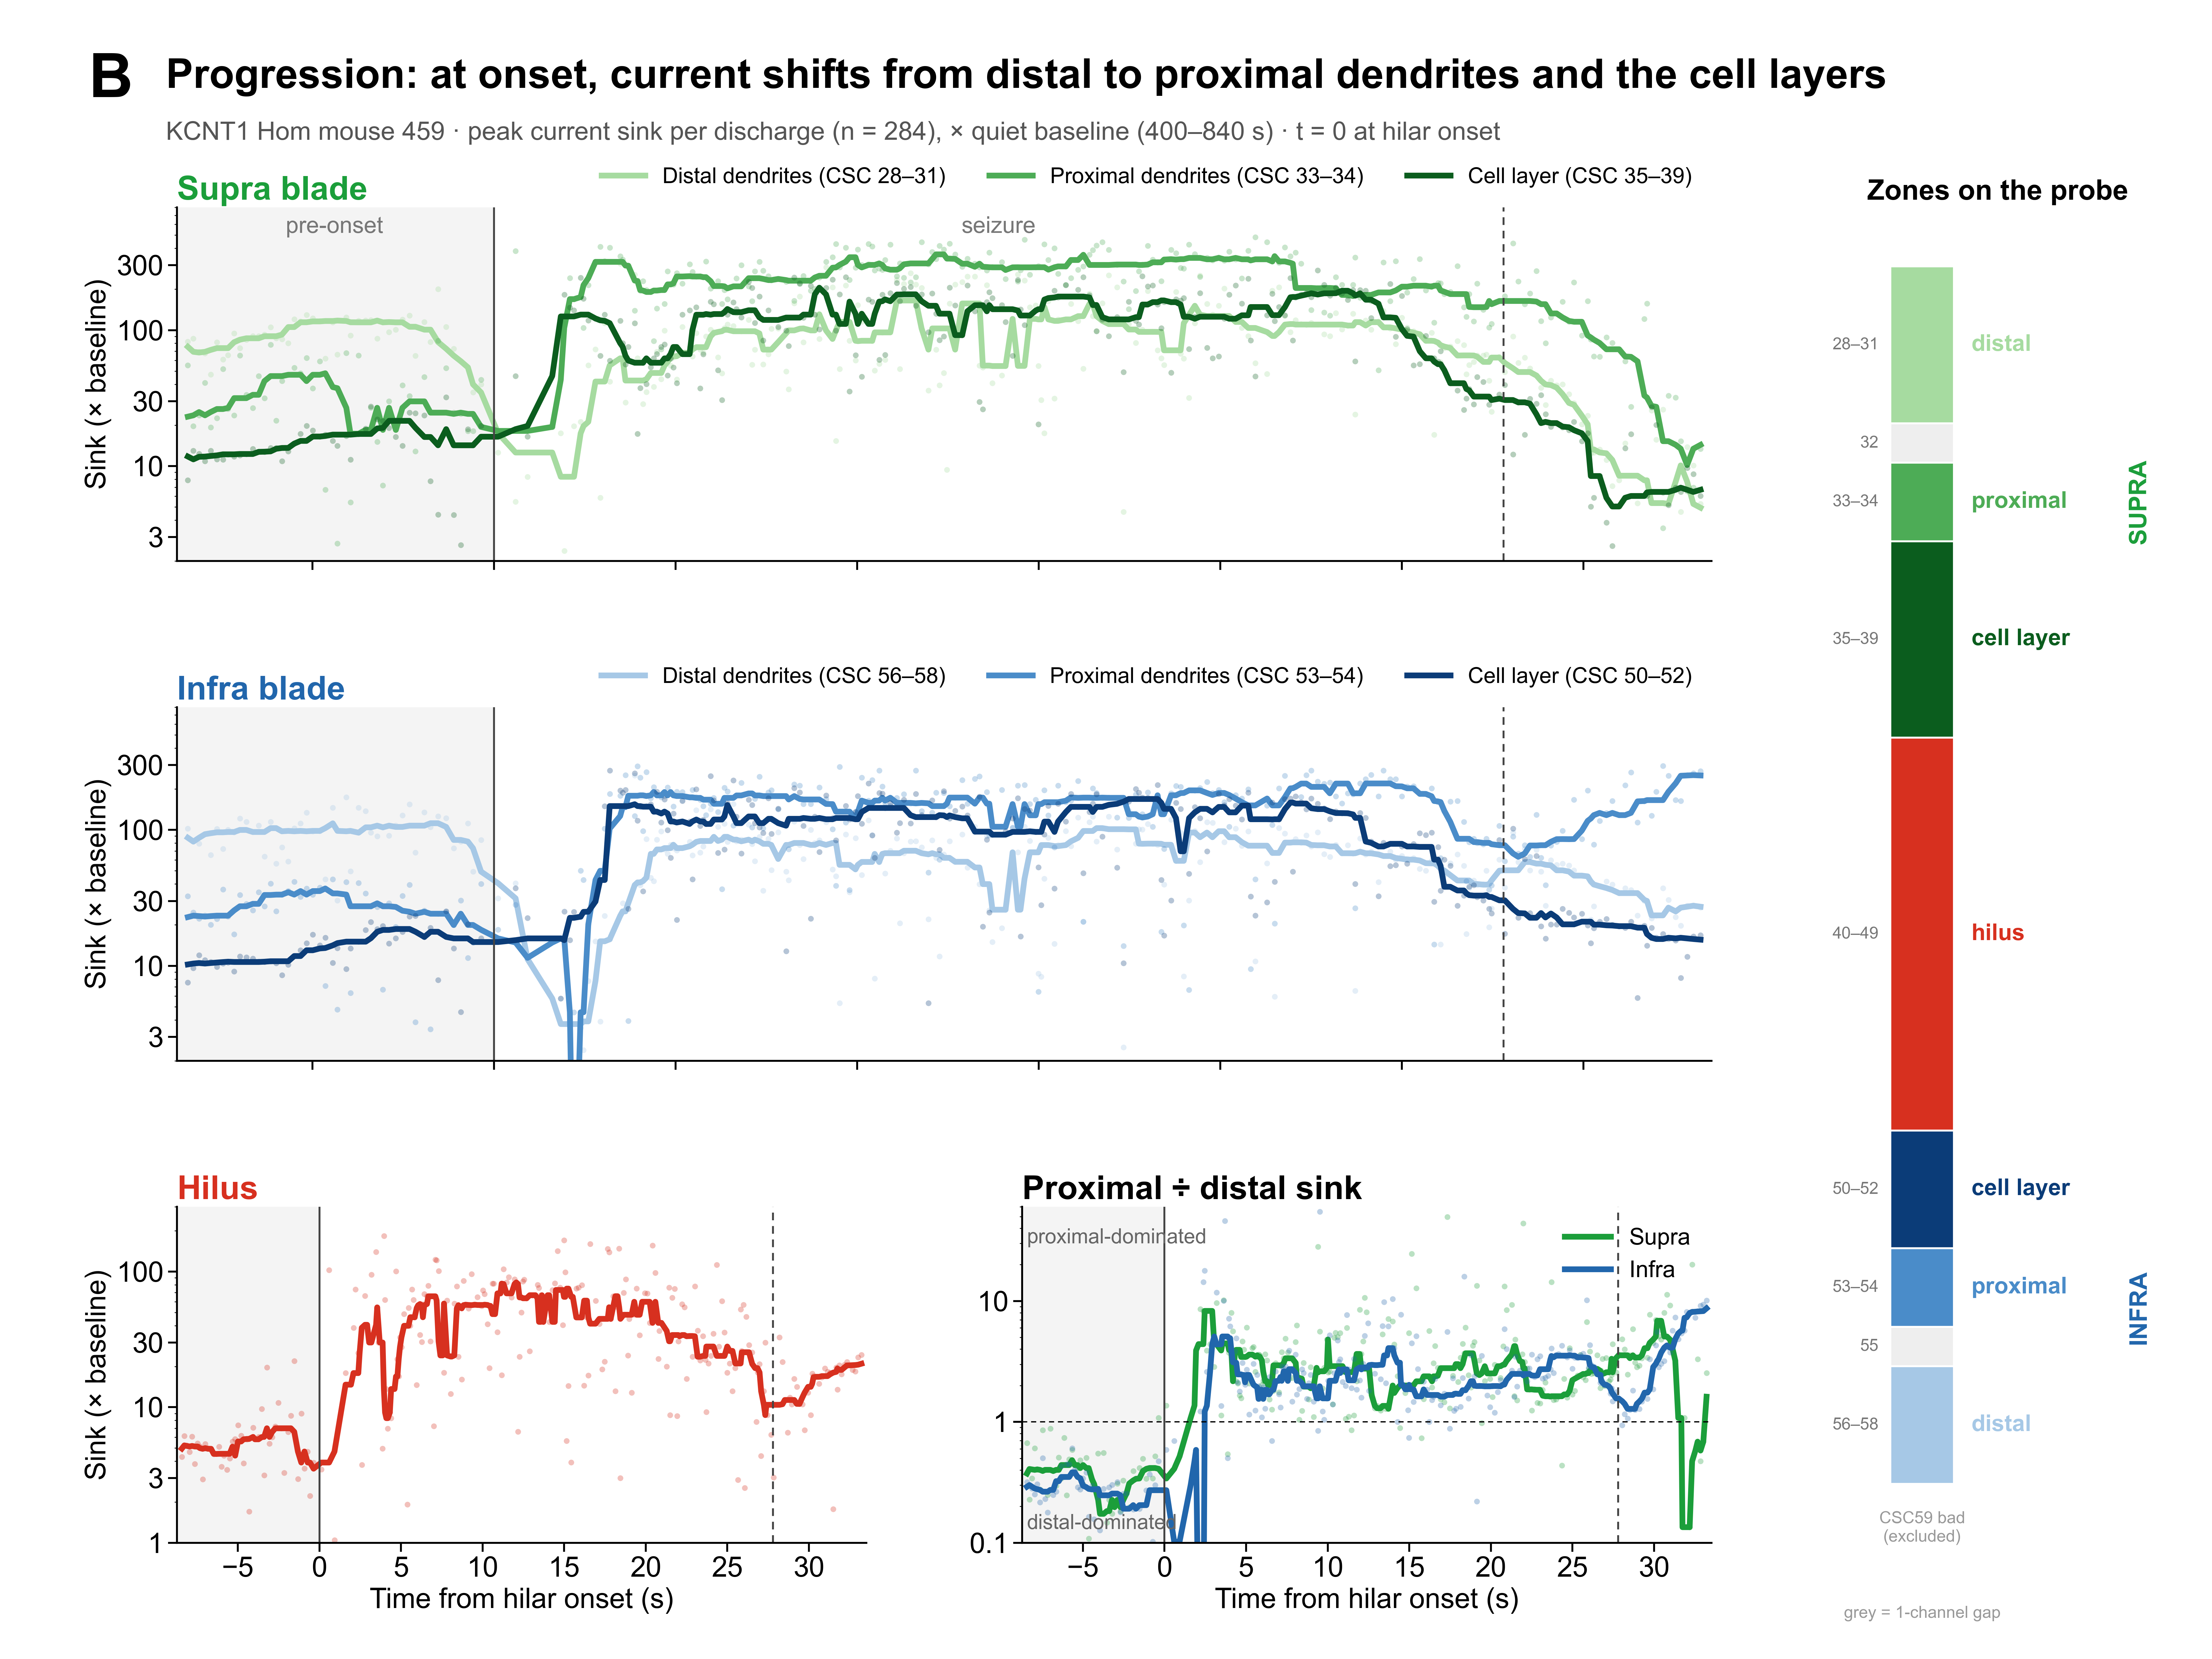 B Progression: at onset, current shifts from distal to proximal dendrites and the cell layers
KCNT1 Hom mouse 459 · peak current sink per discharge (n = 284), × quiet baseline (400–840 s) · t = 0 at hilar onset
Supra blade
Distal dendrites (CSC 28–31)
Proximal dendrites (CSC 33–34)
Cell layer (CSC 35–39)
pre-onset
seizure
Sink (× baseline)
300
100
30
10
3
Infra blade
Distal dendrites (CSC 56–58)
Proximal dendrites (CSC 53–54)
Cell layer (CSC 50–52)
Sink (× baseline)
300
100
30
10
3
Hilus
Sink (× baseline)
100
30
10
3
1
−5 0 5 10 15 20 25 30
Time from hilar onset (s)
Proximal ÷ distal sink
proximal-dominated
distal-dominated
Supra
Infra
10
1
0.1
−5 0 5 10 15 20 25 30
Time from hilar onset (s)
Zones on the probe
28–31 distal
32
33–34 proximal
35–39 cell layer
SUPRA
40–49 hilus
50–52 cell layer
53–54 proximal
55
56–58 distal
INFRA
CSC59 bad
(excluded)
grey = 1-channel gap